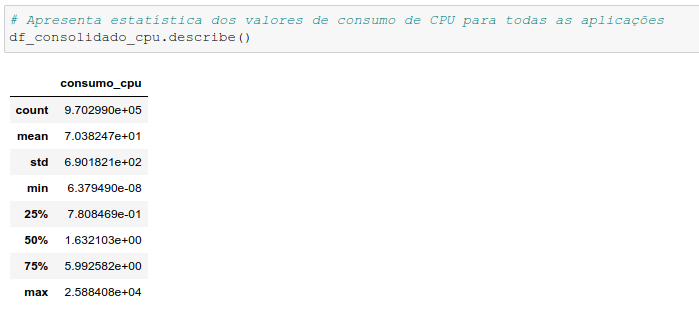 # Apresenta estatística dos valores de consumo de CPU para todas as aplicações
df_consolidado_cpu.describe()
consumo_cpu
count 9.702990e+05
mean 7.038247e+01
std 6.901821e+02
min 6.379490e-08
25% 7.808469e-01
50% 1.632103e+00
75% 5.992582e+00
max 2.588408e+04